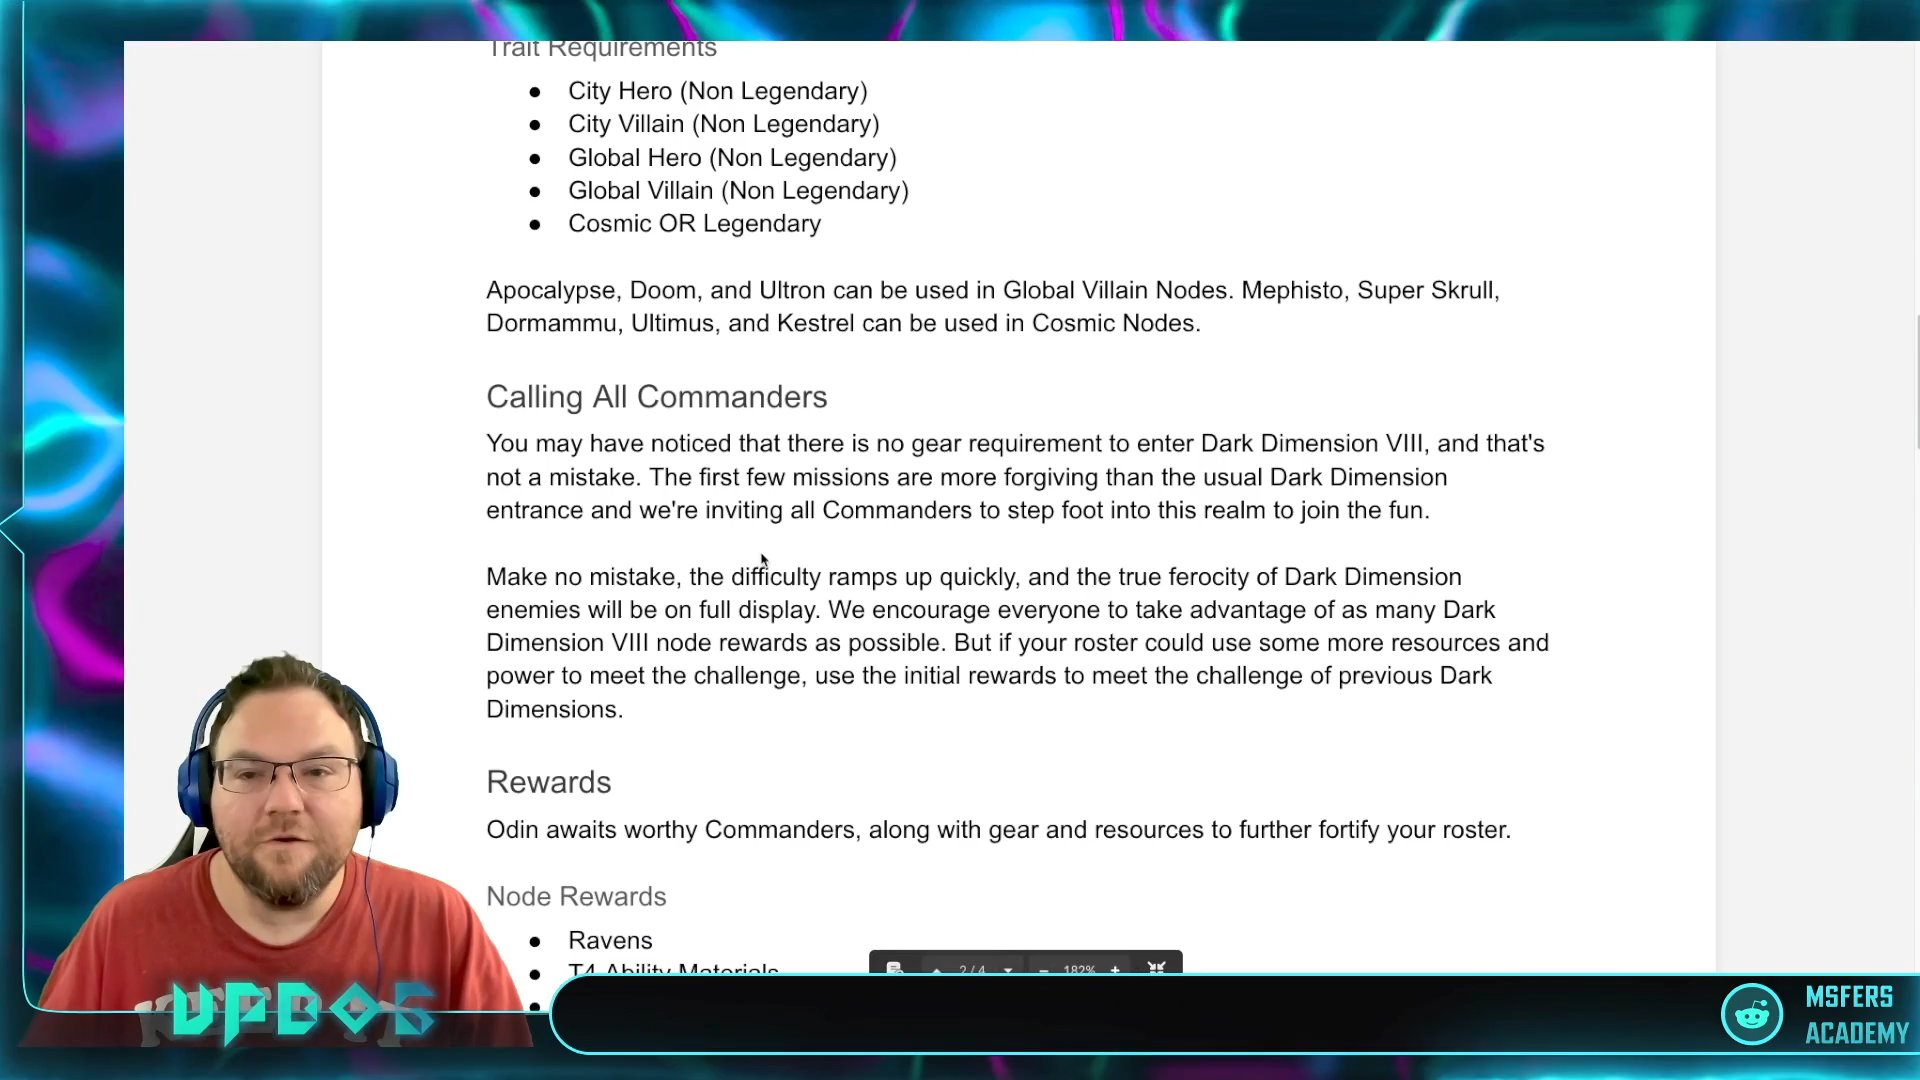 Trait Requirements
● City Hero (Non Legendary)
● City Villain (Non Legendary)
● Global Hero (Non Legendary)
● Global Villain (Non Legendary)
● Cosmic OR Legendary
Apocalypse, Doom, and Ultron can be used in Global Villain Nodes. Mephisto, Super Skrull,
Dormammu, Ultimus, and Kestrel can be used in Cosmic Nodes.
Calling All Commanders
You may have noticed that there is no gear requirement to enter Dark Dimension VIII, and that's
not a mistake. The first few missions are more forgiving than the usual Dark Dimension
entrance and we're inviting all Commanders to step foot into this realm to join the fun.
Make no mistake, the difficulty ramps up quickly, and the true ferocity of Dark Dimension
enemies will be on full display. We encourage everyone to take advantage of as many Dark
Dimension VIII node rewards as possible. But if your roster could use some more resources and
power to meet the challenge, use the initial rewards to meet the challenge of previous Dark
Dimensions.
Rewards
Odin awaits worthy Commanders, along with gear and resources to further fortify your roster.
Node Rewards
● Ravens
● T4 Ability Materials
2 / 4
182%
MSFERS
ACADEMY